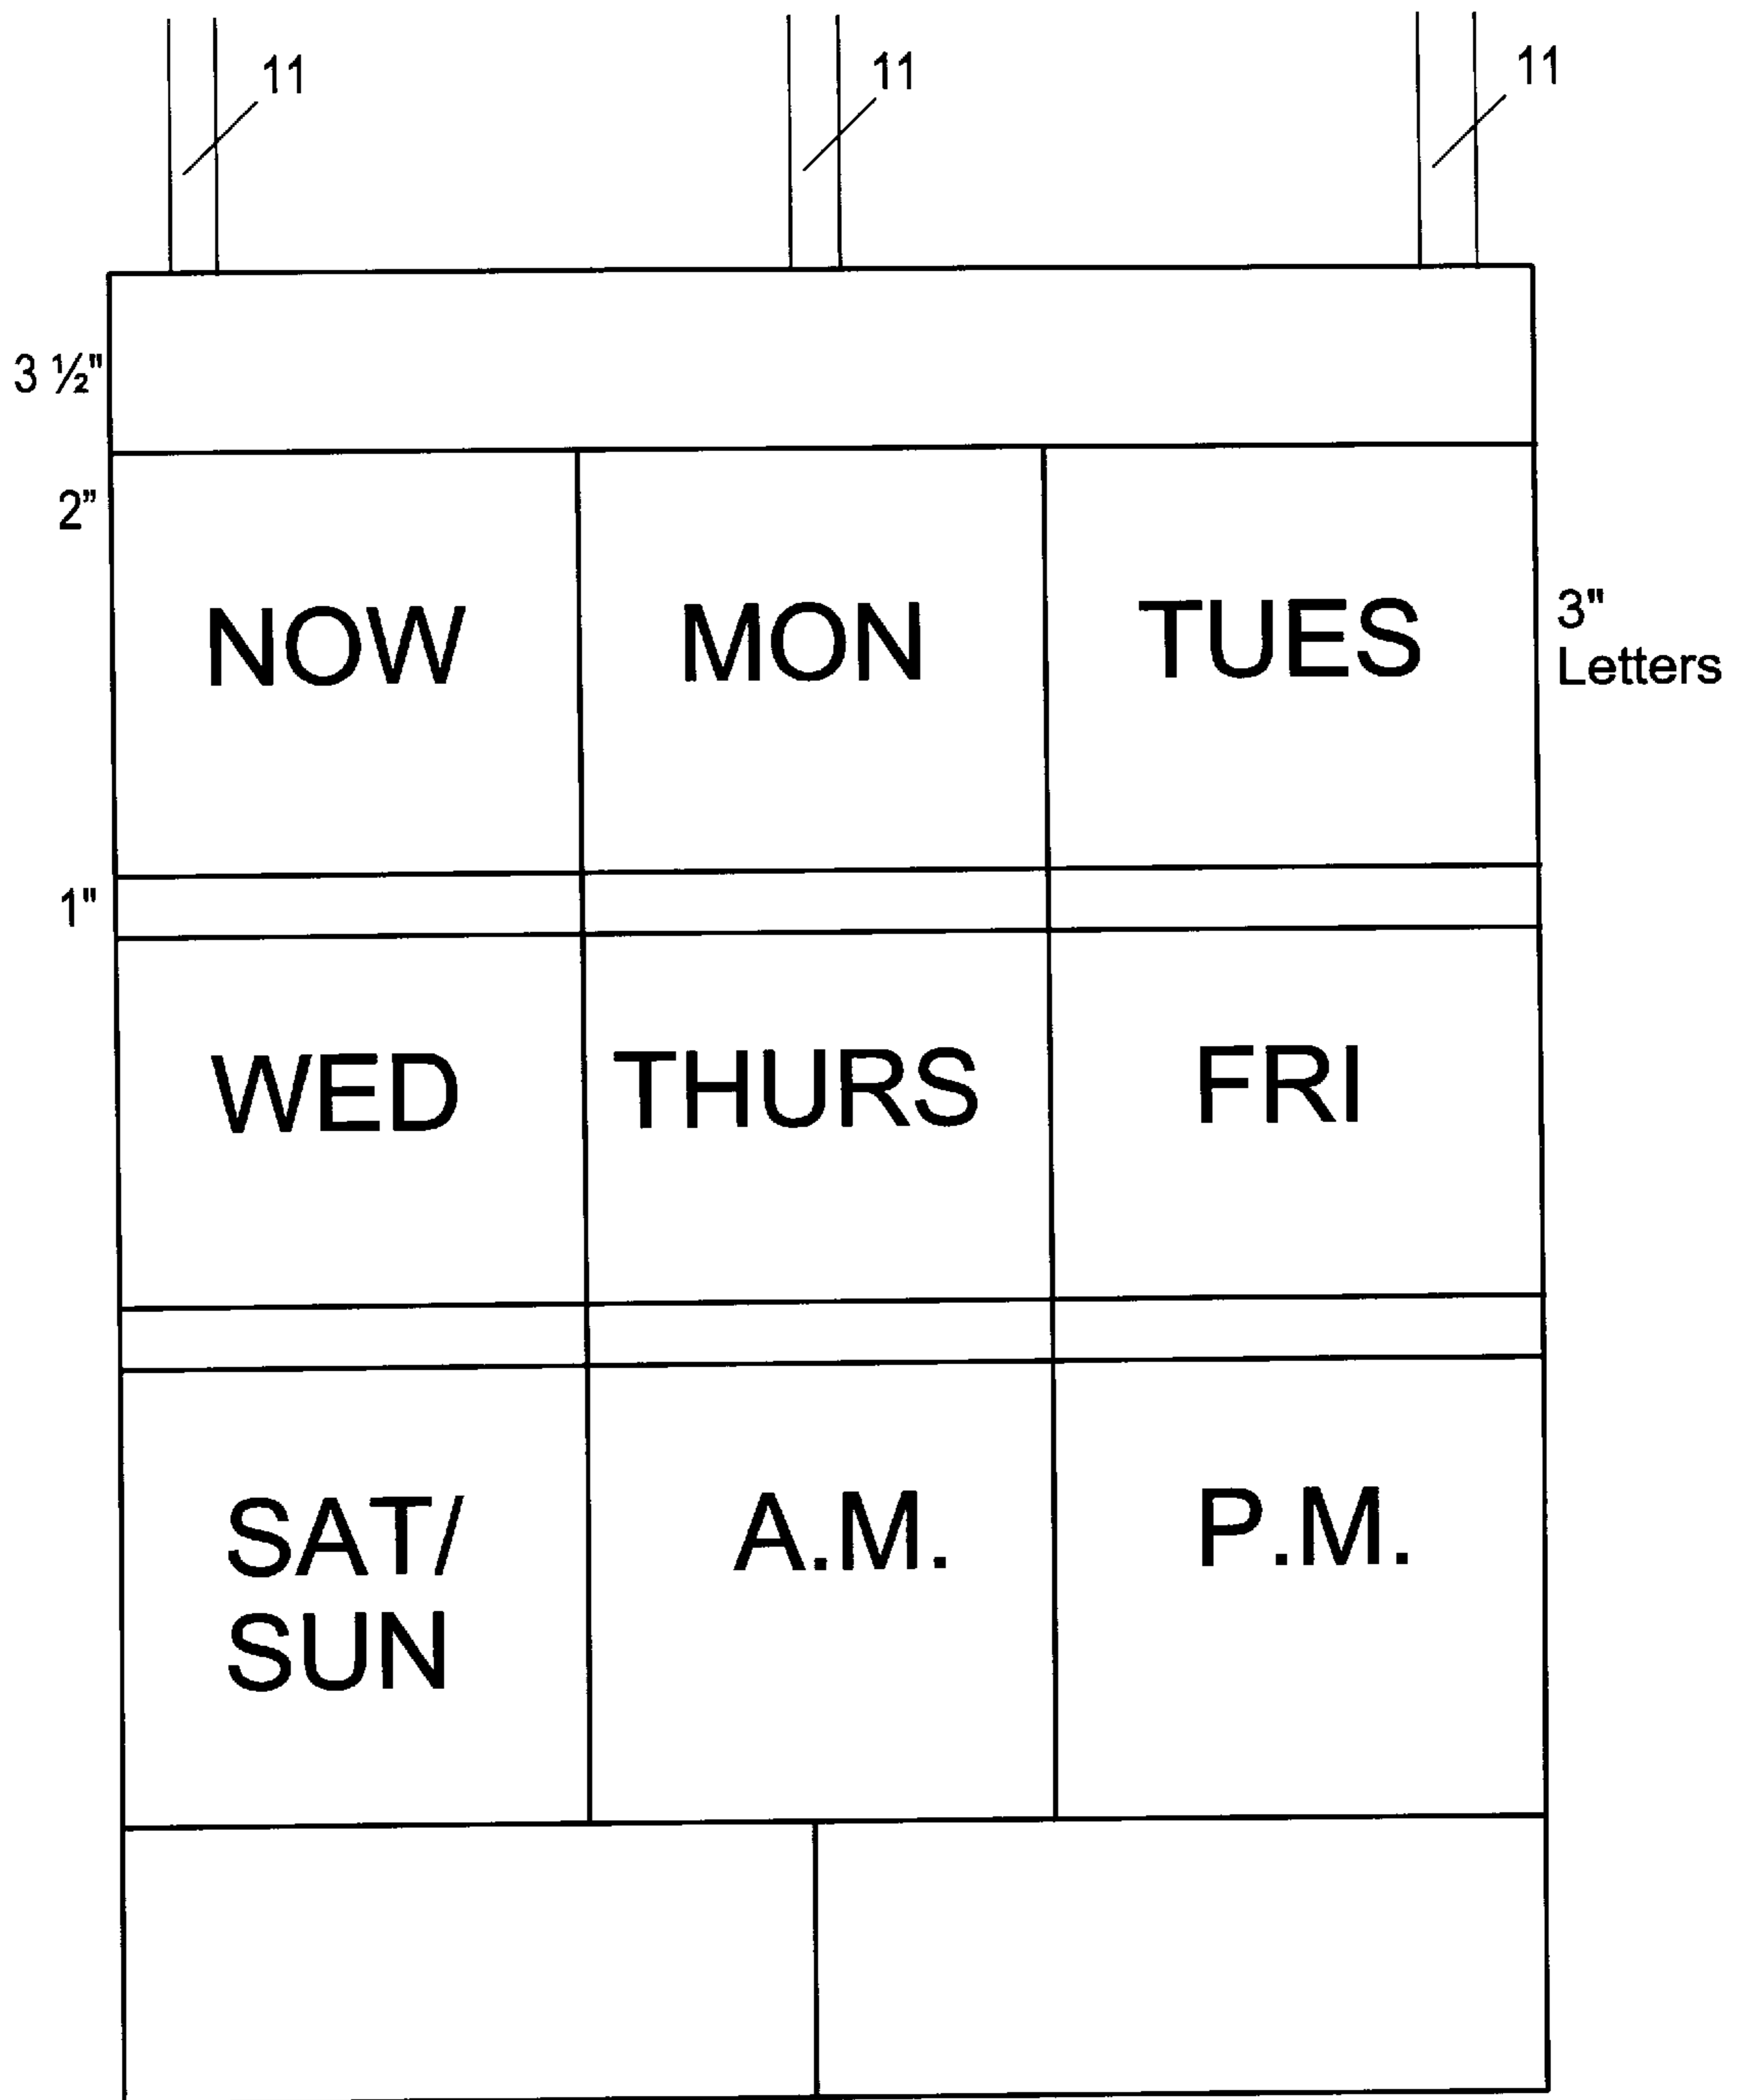 11 11 11
3 ½"
2"
NOW MON TUES
3"
Letters
1"
WED THURS FRI
SAT/
SUN
A.M. P.M.